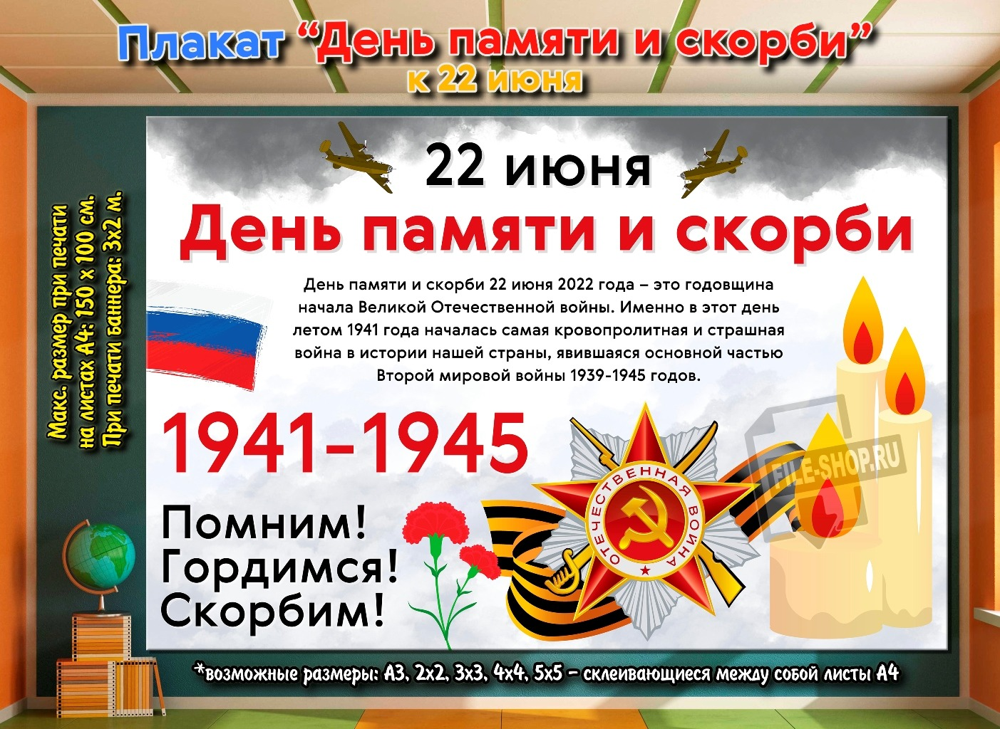 Плакат “День памяти и скорби”
к 22 июня
Макс. размер при печати
на листах А4: 150 х 100 см.
При печати баннера: 3х2 м.
22 июня
День памяти и скорби
День памяти и скорби 22 июня 2022 года – это годовщина
начала Великой Отечественной войны. Именно в этот день
летом 1941 года началась самая кровопролитная и страшная
война в истории нашей страны, явившаяся основной частью
Второй мировой войны 1939-1945 годов.
1941-1945
ОТЕЧЕСТВЕННАЯ ВОЙНА
FILE-SHOP.RU
Помним!
Гордимся!
Скорбим!
*возможные размеры: А3, 2х2, 3х3, 4х4, 5х5 – склеивающиеся между собой листы А4